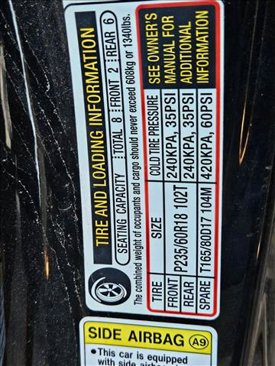 TIRE AND LOADING INFORMATION
SEATING CAPACITY TOTAL 8 FRONT 2 REAR 6
The combined weight of occupants and cargo should never exceed 608kg or 1340lbs.
TIRE SIZE COLD TIRE PRESSURE
FRONT P235/60R18 102T 240KPA, 35PSI
REAR P235/60R18 102T 240KPA, 35PSI
SPARE T165/80D17 104M 420KPA, 60PSI
SEE OWNER'S
MANUAL FOR
ADDITIONAL
INFORMATION
SIDE AIRBAG A9
• This car is equipped